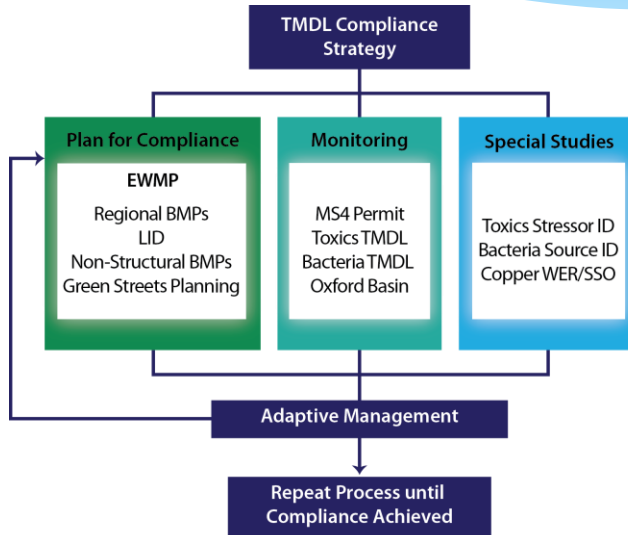 TMDL Compliance
Strategy
Plan for Compliance
EWMP
Regional BMPs
LID
Non-Structural BMPs
Green Streets Planning
Monitoring
MS4 Permit
Toxics TMDL
Bacteria TMDL
Oxford Basin
Special Studies
Toxics Stressor ID
Bacteria Source ID
Copper WER/SSO
Adaptive Management
Repeat Process until
Compliance Achieved